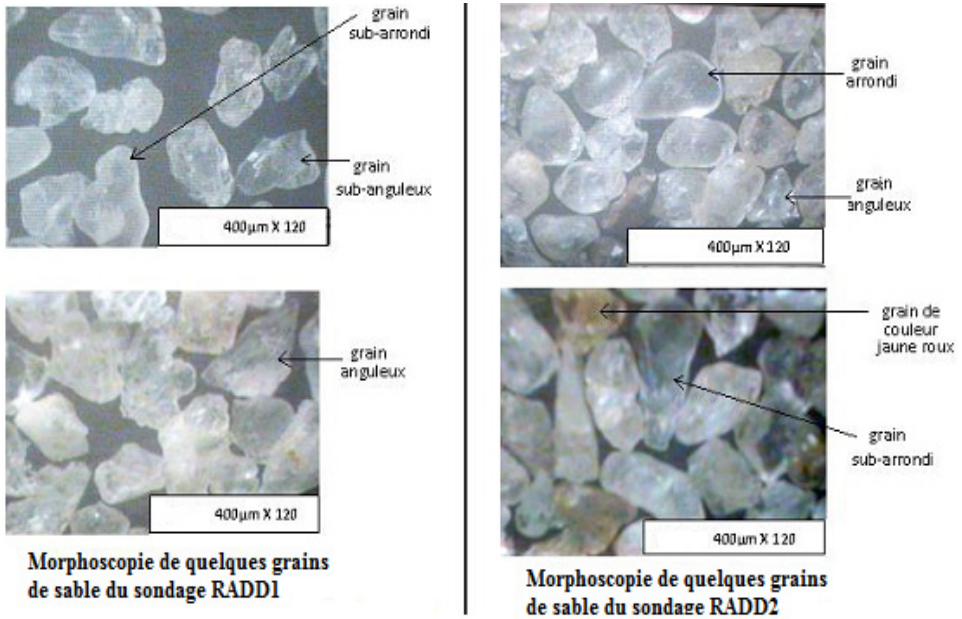 grain
sub-arrondi
grain
sub-anguleux
400µm X 120
grain
anguleux
400µm X 120
Morphoscopie de quelques grains
de sable du sondage RADD1
grain
arrondi
grain
anguleux
400µm X 120
grain de
couleur
jaune roux
grain
sub-arrondi
400µm X 120
Morphoscopie de quelques grains
de sable du sondage RADD2